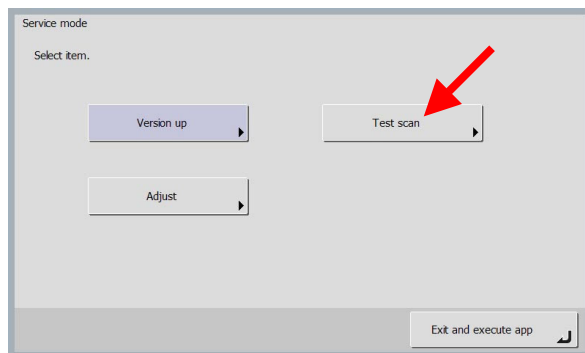 Service mode
Select item.
Version up
Test scan
Adjust
Exit and execute app